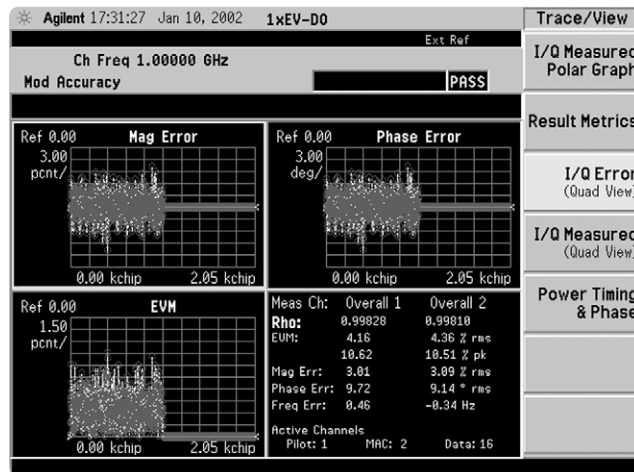 Agilent 17:31:27 Jan 10, 2002 1xEV-DO Trace/View
Ext Ref
Ch Freq 1.00000 GHz
Mod Accuracy PASS
I/Q Measured
Polar Graph
Result Metrics
I/Q Error
(Quad View)
I/Q Measured
(Quad View)
Power Timing
& Phase
Ref 0.00 Mag Error
3.00
pcnt/
0.00 kchip 2.05 kchip
Ref 0.00 Phase Error
3.00
deg/
0.00 kchip 2.05 kchip
Ref 0.00 EVM
1.50
pcnt/
0.00 kchip 2.05 kchip
Meas Ch: Overall 1 Overall 2
Rho: 0.99828 0.99810
EVM: 4.16 4.36 % rms
10.62 10.51 % pk
Mag Err: 3.01 3.09 % rms
Phase Err: 9.72 9.14 ° rms
Freq Err: 0.46 -0.34 Hz
Active Channels
Pilot: 1 MAC: 2 Data: 16